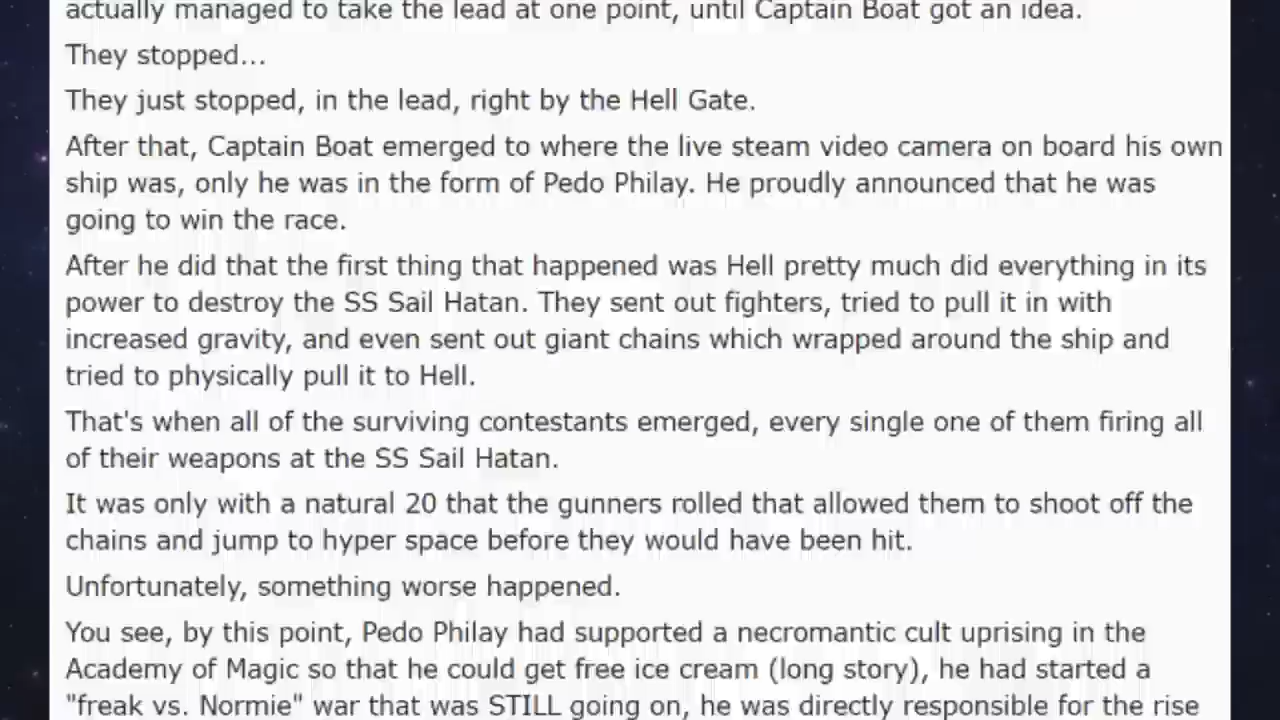 actually managed to take the lead at one point, until Captain Boat got an idea.
They stopped...
They just stopped, in the lead, right by the Hell Gate.
After that, Captain Boat emerged to where the live steam video camera on board his own
ship was, only he was in the form of Pedo Philay. He proudly announced that he was
going to win the race.
After he did that the first thing that happened was Hell pretty much did everything in its
power to destroy the SS Sail Hatan. They sent out fighters, tried to pull it in with
increased gravity, and even sent out giant chains which wrapped around the ship and
tried to physically pull it to Hell.
That's when all of the surviving contestants emerged, every single one of them firing all
of their weapons at the SS Sail Hatan.
It was only with a natural 20 that the gunners rolled that allowed them to shoot off the
chains and jump to hyper space before they would have been hit.
Unfortunately, something worse happened.
You see, by this point, Pedo Philay had supported a necromantic cult uprising in the
Academy of Magic so that he could get free ice cream (long story), he had started a
"freak vs. Normie" war that was STILL going on, he was directly responsible for the rise